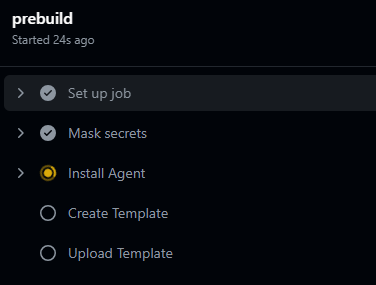 prebuild
Started 24s ago
Set up job
Mask secrets
Install Agent
Create Template
Upload Template